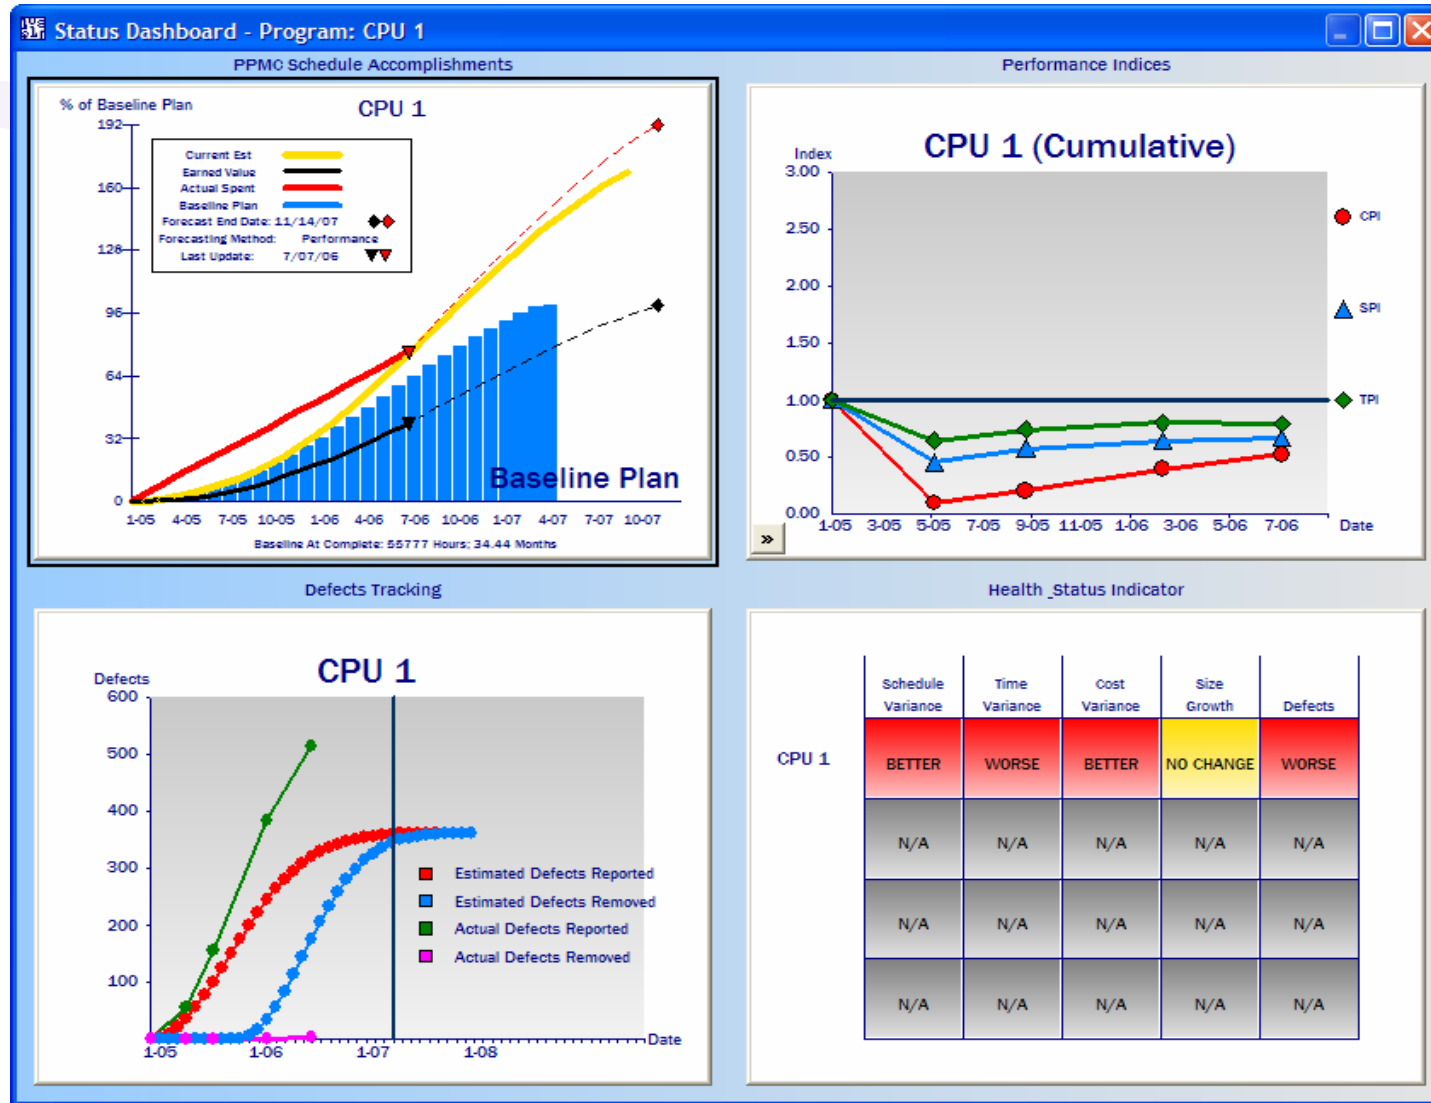 Status Dashboard - Program: CPU 1
PPMC Schedule Accomplishments
% of Baseline Plan
CPU 1
192
160
128
96
64
32
0
Current Est
Earned Value
Actual Spent
Baseline Plan
Forecast End Date: 11/14/07
Forecasting Method: Performance
Last Update: 7/07/06
Baseline Plan
1-05 4-05 7-05 10-05 1-06 4-06 7-06 10-06 1-07 4-07 7-07 10-07
Baseline At Complete: 55777 Hours; 34.44 Months
Performance Indices
CPU 1 (Cumulative)
Index
3.00
2.50
2.00
1.50
1.00
0.50
0.00
CPI
SPI
TPI
1-05 3-05 5-05 7-05 9-05 11-05 1-06 3-06 5-06 7-06 Date
»
Defects Tracking
CPU 1
Defects
600
500
400
300
200
100
Estimated Defects Reported
Estimated Defects Removed
Actual Defects Reported
Actual Defects Removed
1-05 1-06 1-07 1-08 Date
Health _Status Indicator
Schedule Variance Time Variance Cost Variance Size Growth Defects
CPU 1 BETTER WORSE BETTER NO CHANGE WORSE
N/A N/A N/A N/A N/A
N/A N/A N/A N/A N/A
N/A N/A N/A N/A N/A